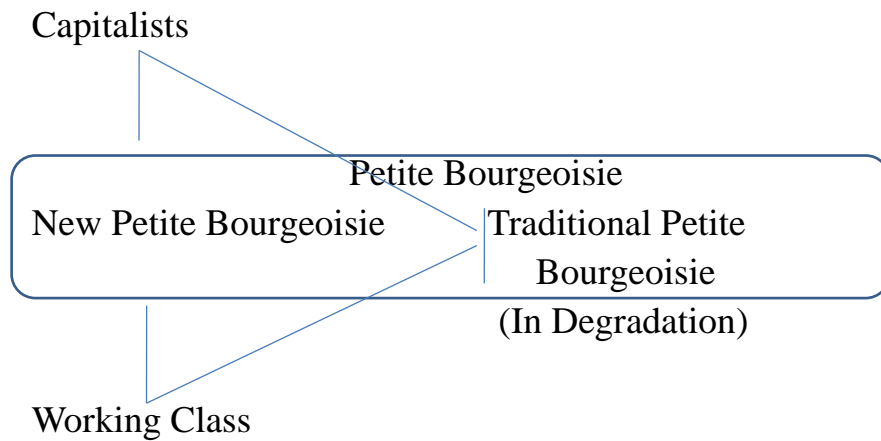 Capitalists
Petite Bourgeoisie
New Petite Bourgeoisie
Traditional Petite
Bourgeoisie
(In Degradation)
Working Class